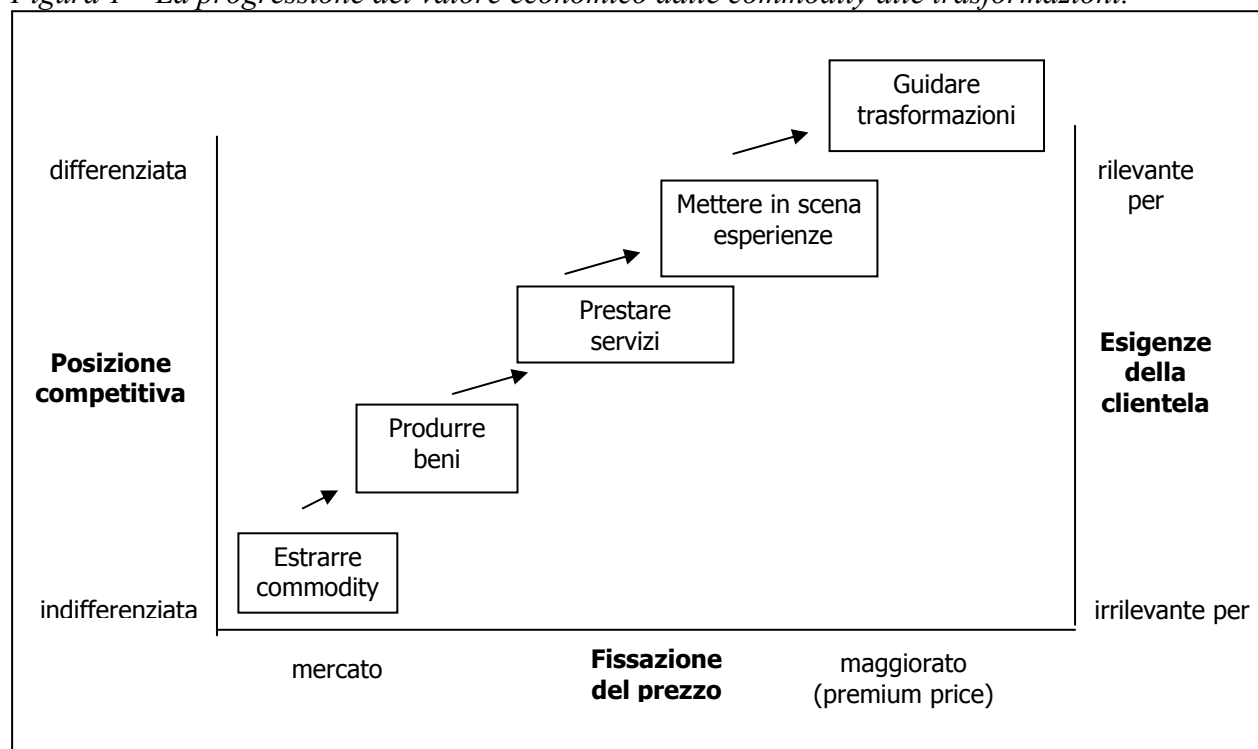 Figura 1 – La progressione del valore economico dalle commodity alle trasformazioni.
Guidare
trasformazioni
differenziata
rilevante
per
Mettere in scena
esperienze
Prestare
servizi
Posizione
competitiva
Esigenze
della
clientela
Produrre
beni
Estrarre
commodity
indifferenziata
irrilevante per
mercato
Fissazione
del prezzo
maggiorato
(premium price)